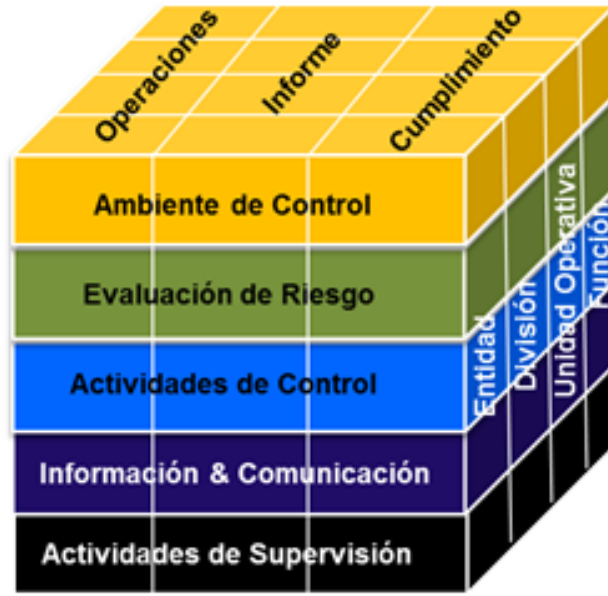 Operaciones
Informe
Cumplimiento
Ambiente de Control
Evaluación de Riesgo
Actividades de Control
Información & Comunicación
Actividades de Supervisión
Entidad
División
Unidad Operativa
Función